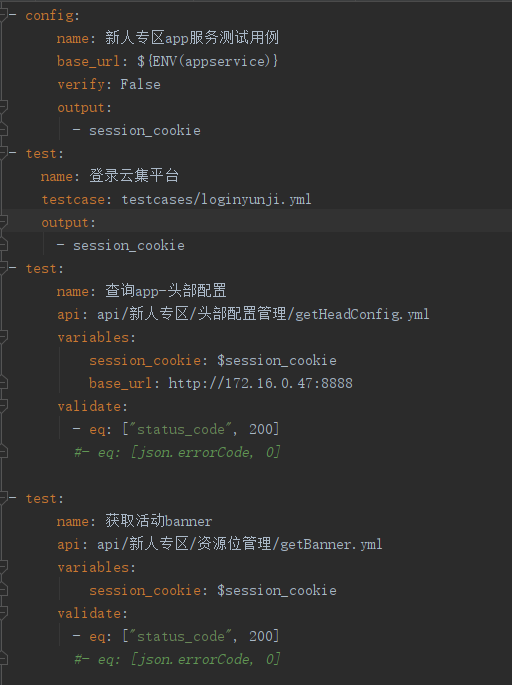 - config:
name: 新人专区app服务测试用例
base_url: ${ENV(appservice)}
verify: False
output:
- session_cookie
- test:
name: 登录云集平台
testcase: testcases/loginyunji.yml
output:
- session_cookie
- test:
name: 查询app-头部配置
api: api/新人专区/头部配置管理/getHeadConfig.yml
variables:
session_cookie: $session_cookie
base_url: http://172.16.0.47:8888
validate:
- eq: ["status_code", 200]
#- eq: [json.errorCode, 0]
- test:
name: 获取活动banner
api: api/新人专区/资源位管理/getBanner.yml
variables:
session_cookie: $session_cookie
validate:
- eq: ["status_code", 200]
#- eq: [json.errorCode, 0]